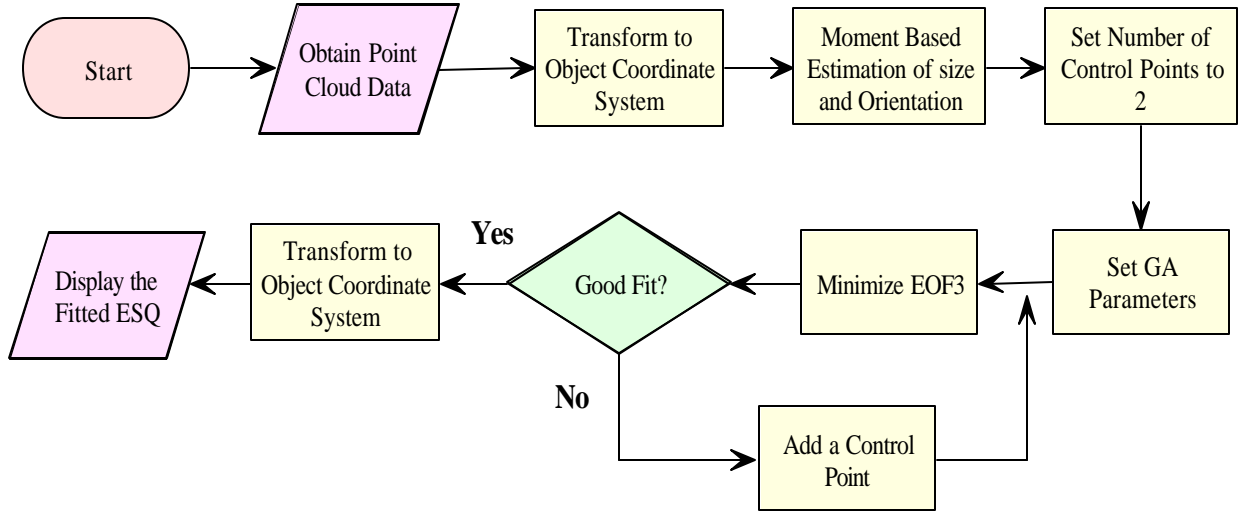 Start
Obtain Point
Cloud Data
Transform to
Object Coordinate
System
Moment Based
Estimation of size
and Orientation
Set Number of
Control Points to
2
Set GA
Parameters
Minimize EOF3
Good Fit?
Yes
Transform to
Object Coordinate
System
Display the
Fitted ESQ
No
Add a Control
Point